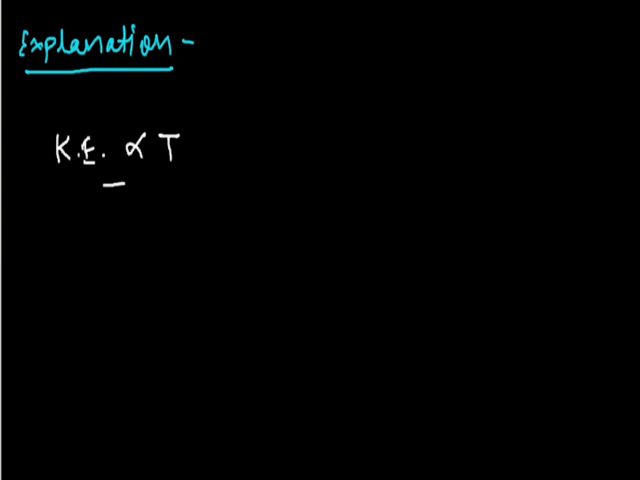 Explanation -
K.E. ∝ T